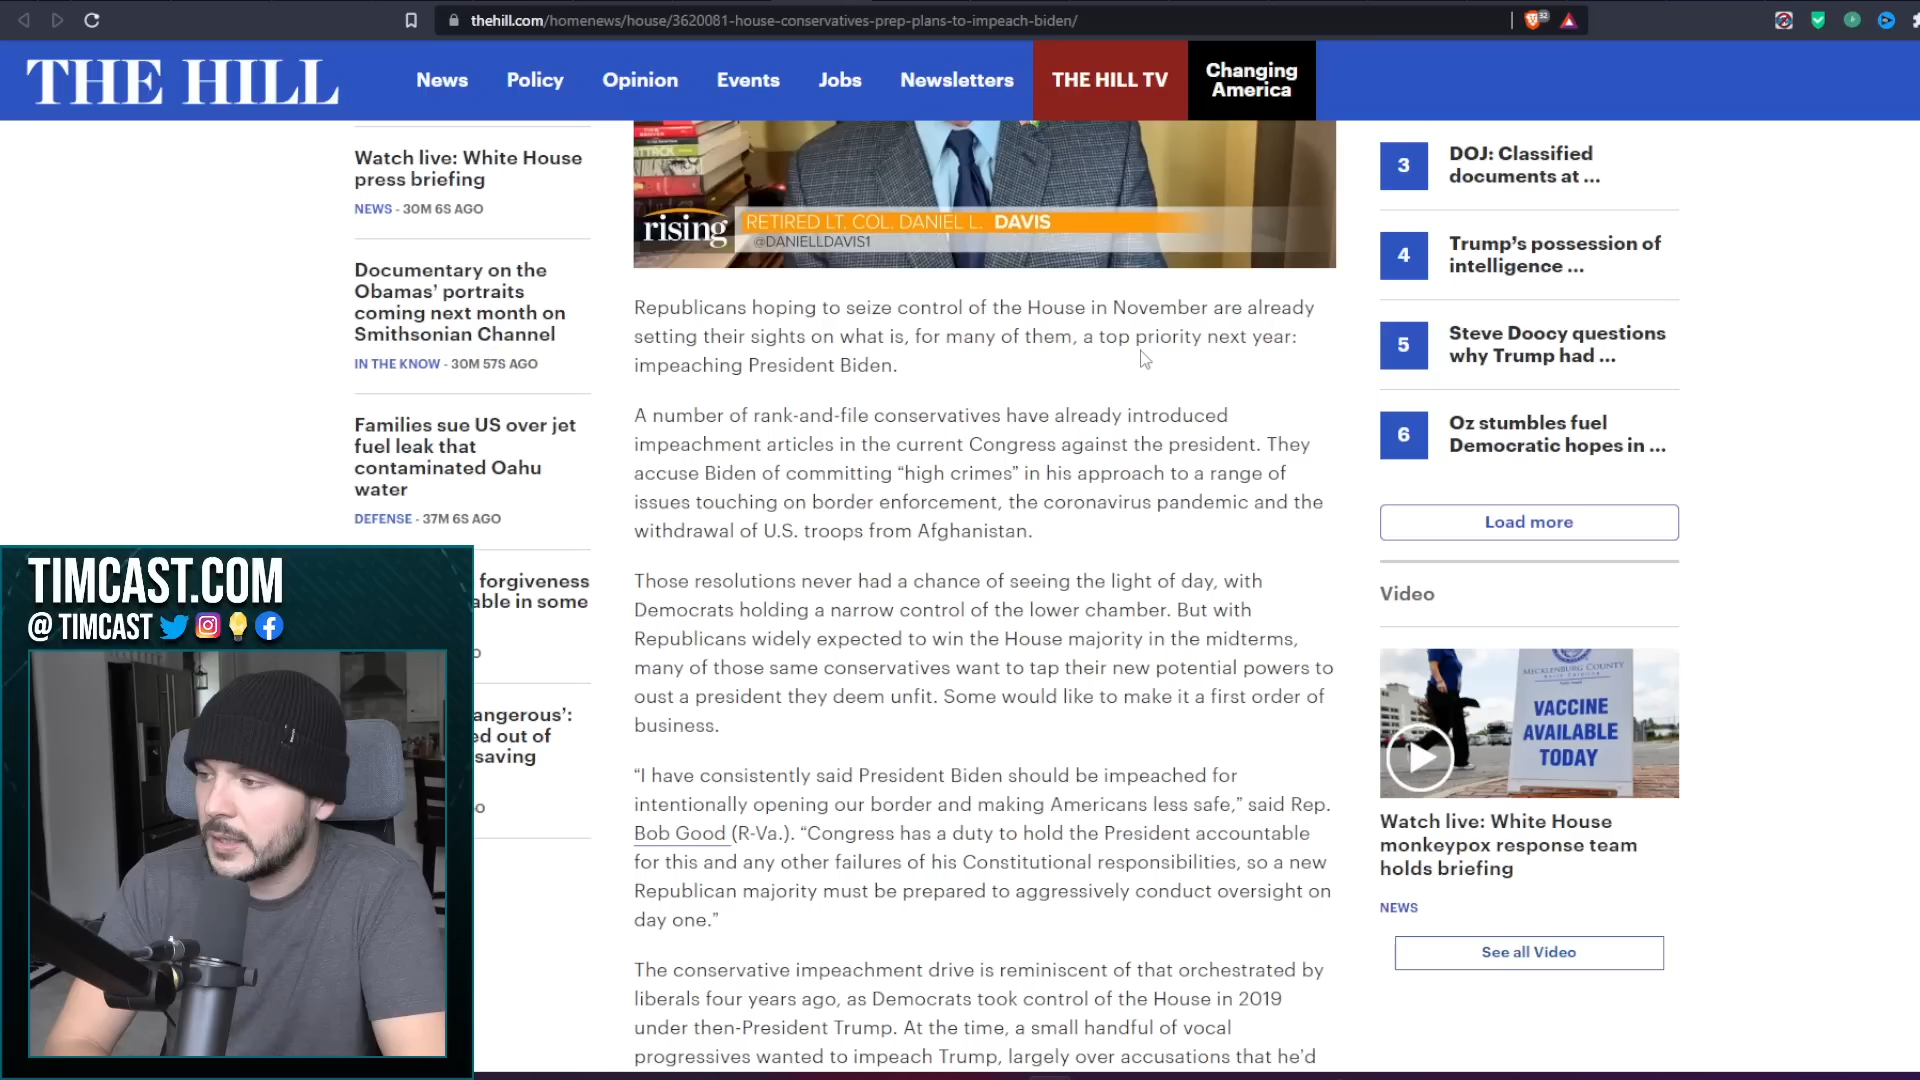 thehill.com/homenews/house/3620081-house-conservatives-prep-plans-to-impeach-biden/
32
THE HILL
News
Policy
Opinion
Events
Jobs
Newsletters
THE HILL TV
Changing
America
Watch live: White House
press briefing
NEWS - 30M 6S AGO
Documentary on the
Obamas’ portraits
coming next month on
Smithsonian Channel
IN THE KNOW - 30M 57S AGO
Families sue US over jet
fuel leak that
contaminated Oahu
water
DEFENSE - 37M 6S AGO
forgiveness
able in some
angerous’:
ed out of
saving
TIMCAST.COM
@ TIMCAST
rising
RETIRED LT. COL. DANIEL L. DAVIS
@DANIELLDAVIS1
Republicans hoping to seize control of the House in November are already
setting their sights on what is, for many of them, a top priority next year:
impeaching President Biden.
A number of rank-and-file conservatives have already introduced
impeachment articles in the current Congress against the president. They
accuse Biden of committing “high crimes” in his approach to a range of
issues touching on border enforcement, the coronavirus pandemic and the
withdrawal of U.S. troops from Afghanistan.
Those resolutions never had a chance of seeing the light of day, with
Democrats holding a narrow control of the lower chamber. But with
Republicans widely expected to win the House majority in the midterms,
many of those same conservatives want to tap their new potential powers to
oust a president they deem unfit. Some would like to make it a first order of
business.
“I have consistently said President Biden should be impeached for
intentionally opening our border and making Americans less safe,” said Rep.
Bob Good (R-Va.). “Congress has a duty to hold the President accountable
for this and any other failures of his Constitutional responsibilities, so a new
Republican majority must be prepared to aggressively conduct oversight on
day one.”
The conservative impeachment drive is reminiscent of that orchestrated by
liberals four years ago, as Democrats took control of the House in 2019
under then-President Trump. At the time, a small handful of vocal
progressives wanted to impeach Trump, largely over accusations that he’d
3
DOJ: Classified
documents at ...
4
Trump’s possession of
intelligence ...
5
Steve Doocy questions
why Trump had ...
6
Oz stumbles fuel
Democratic hopes in ...
Load more
Video
MECKLENBURG COUNTY
VACCINE
AVAILABLE
TODAY
Watch live: White House
monkeypox response team
holds briefing
NEWS
See all Video